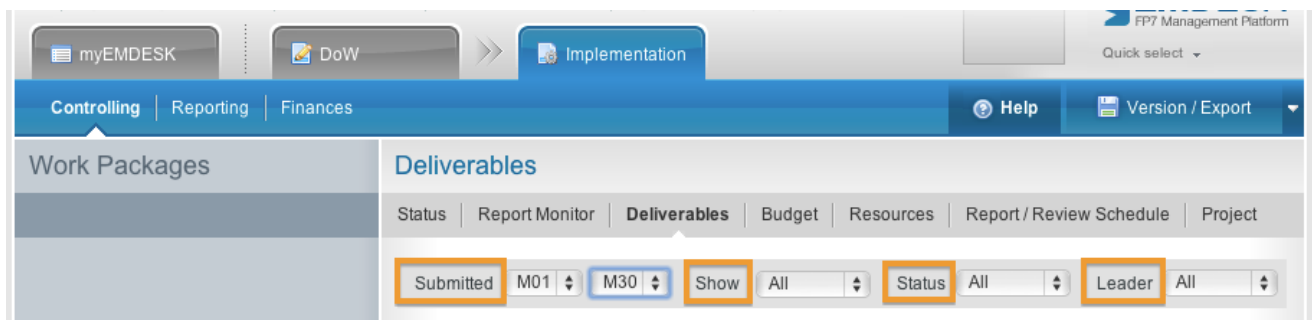 FP7 Management Platform
myEMDESK DoW Implementation Quick select
Controlling Reporting Finances Help Version / Export
Work Packages Deliverables
Status Report Monitor Deliverables Budget Resources Report / Review Schedule Project
Submitted M01 M30 Show All Status All Leader All